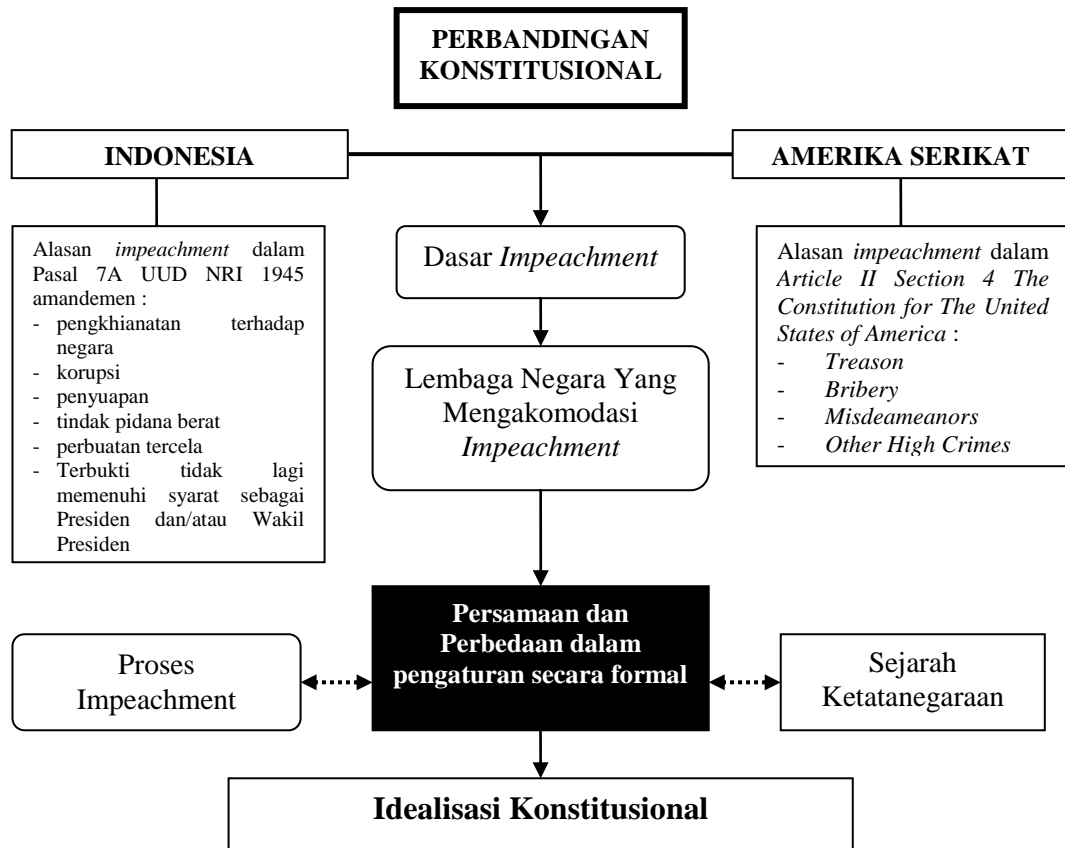 PERBANDINGAN
KONSTITUSIONAL
INDONESIA
AMERIKA SERIKAT
Alasan impeachment dalam
Pasal 7A UUD NRI 1945
amandemen :
- pengkhianatan terhadap
negara
- korupsi
- penyuapan
- tindak pidana berat
- perbuatan tercela
- Terbukti tidak lagi
memenuhi syarat sebagai
Presiden dan/atau Wakil
Presiden
Dasar Impeachment
Lembaga Negara Yang
Mengakomodasi
Impeachment
Alasan impeachment dalam
Article II Section 4 The
Constitution for The United
States of America :
- Treason
- Bribery
- Misdeameanors
- Other High Crimes
Proses
Impeachment
Persamaan dan
Perbedaan dalam
pengaturan secara formal
Sejarah
Ketatanegaraan
Idealisasi Konstitusional